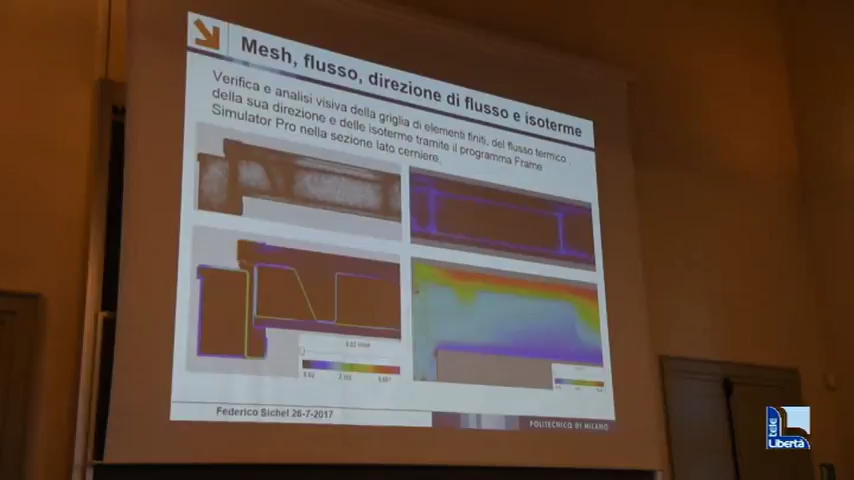 Mesh, flusso, direzione di flusso e isoterme
Verifica e analisi visiva della griglia di elementi finiti, del flusso termico,
della sua direzione e delle isoterme tramite il programma Frame
Simulator Pro nella sezione lato cerniere.
Federico Sichel 26-7-2017
POLITECNICO DI MILANO
tele
Libertà